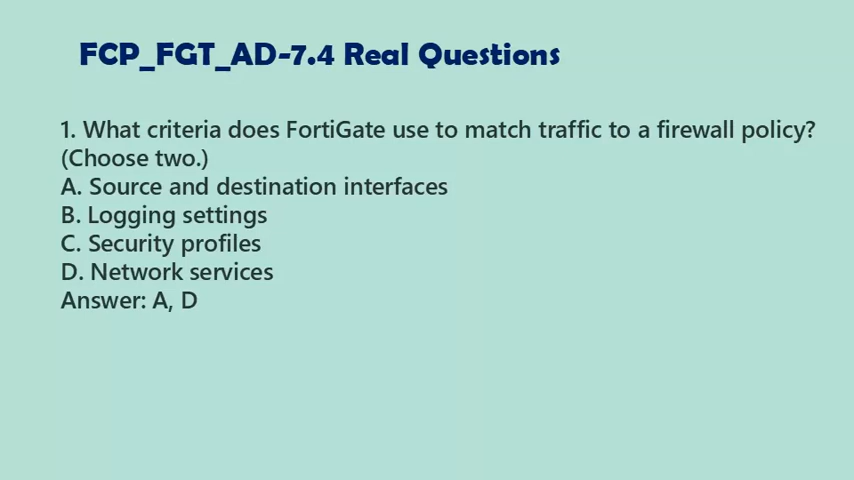 FCP_FGT_AD-7.4 Real Questions
1. What criteria does FortiGate use to match traffic to a firewall policy?
(Choose two.)
A. Source and destination interfaces
B. Logging settings
C. Security profiles
D. Network services
Answer: A, D